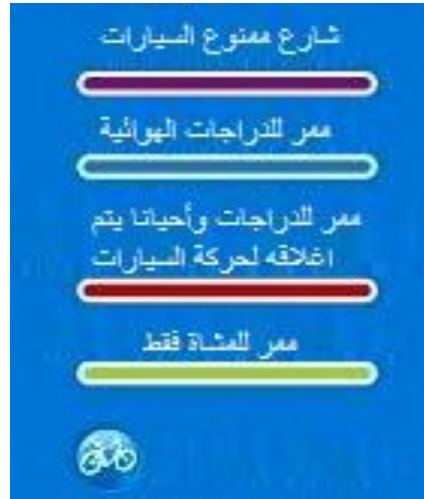 شارع ممنوع السيارات
ممر للدراجات الهوائية
ممر للدراجات وأحيانا يتم
اغلاقه لحركة السيارات
ممر للمشاة فقط